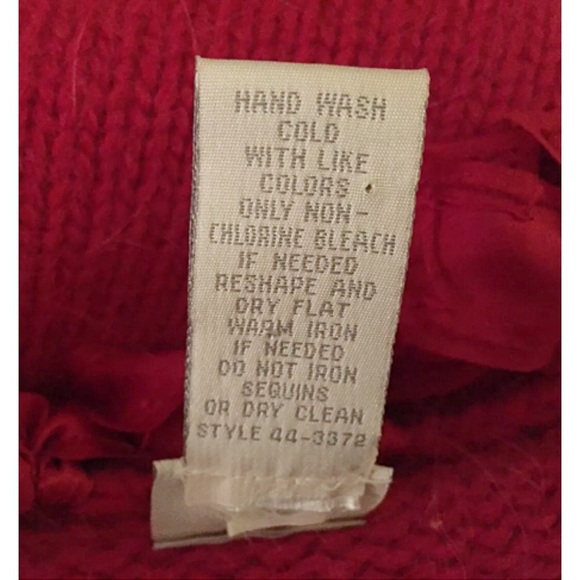 HAND WASH
COLD
WITH LIKE
COLORS
ONLY NON-
CHLORINE BLEACH
IF NEEDED
RESHAPE AND
DRY FLAT
WARM IRON
IF NEEDED
DO NOT IRON
SEQUINS
OR DRY CLEAN
STYLE 44-3372